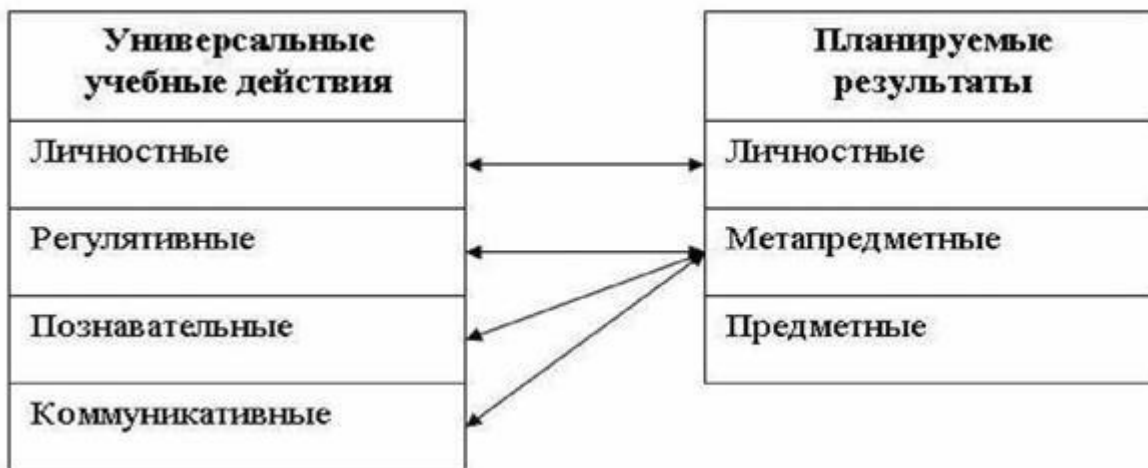 Универсальные
учебные действия
Личностные
Регулятивные
Познавательные
Коммуникативные
Планируемые
результаты
Личностные
Метапредметные
Предметные